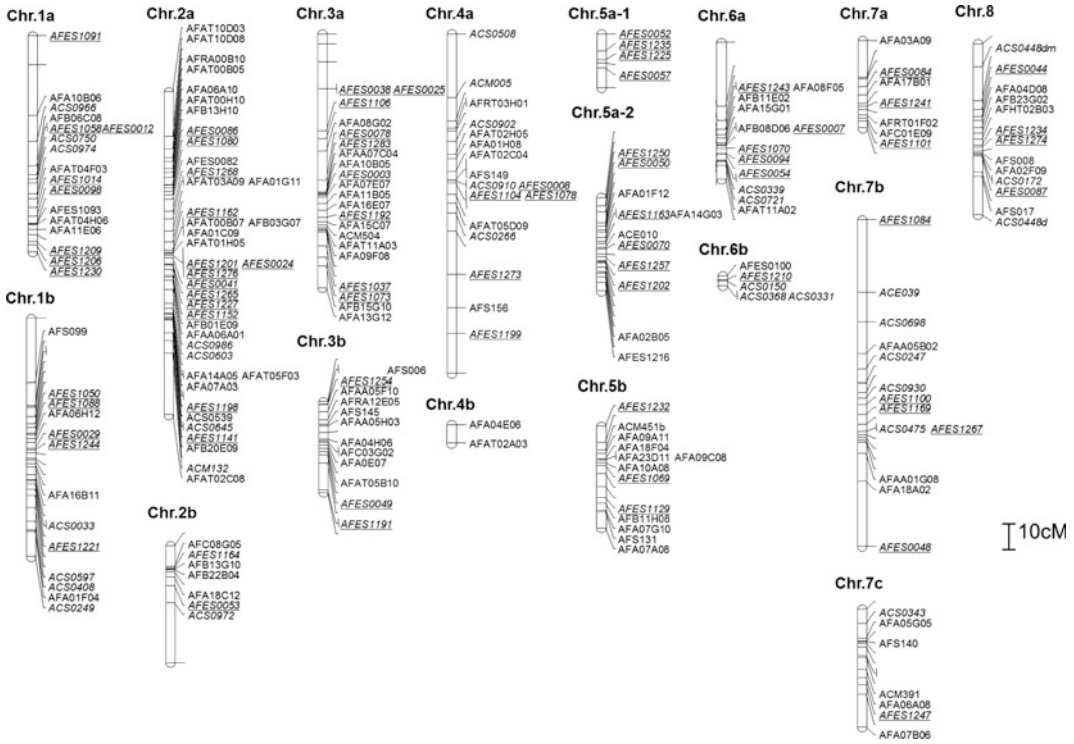 Chr.1a
AFES1091
AFA10B06
ACS0966
AFB06C08
AFES1058 AFES0012
ACS0750
ACS0974
AFAT04F03
AFES1014
AFES0098
AFES1093
AFAT04H06
AFA11E06
AFES1209
AFES1206
AFES1230
Chr.1b
AFS099
AFES1050
AFES1088
AFA06H12
AFES0029
AFES1244
AFA16B11
ACS0033
AFES1221
ACS0597
ACS0408
AFA01F04
ACS0249
Chr.2a
AFAT10D03
AFAT10D08
AFRA00B10
AFAT00B05
AFA06A10
AFAT00H10
AFB13H10
AFES0086
AFES1080
AFES0082
AFES1268
AFAT03A09 AFA01G11
AFES1162
AFAT00B07 AFB03G07
AFA01C09
AFAT01H05
AFES1201 AFES0024
AFES1276
AFES0041
AFES1265
AFES1227
AFES1152
AFB01E09
AFAA06A01
ACS0986
ACS0603
AFA14A05 AFAT05F03
AFA07A03
AFES1198
ACS0539
ACS0645
AFES1141
AFB20E09
ACM132
AFAT02C08
Chr.2b
AFC08G05
AFES1164
AFB13G10
AFB22B04
AFA18C12
AFES0053
ACS0972
Chr.3a
AFES0038 AFES0025
AFES1106
AFA08G02
AFES0078
AFES1283
AFAA07C04
AFA10B05
AFES0003
AFA07E07
AFA11B05
AFA16E07
AFES1192
AFA15C07
ACM504
AFAT11A03
AFA09F08
AFES1037
AFES1073
AFB15G10
AFA13G12
Chr.3b
AFS006
AFES1254
AFAA05F10
AFRA12E05
AFS145
AFAA05H03
AFA04H06
AFC03G02
AFA0E07
AFAT05B10
AFES0049
AFES1191
Chr.4a
ACS0508
ACM005
AFRT03H01
ACS0902
AFAT02H05
AFA01H08
AFAT02C04
AFS149
ACS0910 AFES0008
AFES1104 AFES1078
AFAT05D09
ACS0266
AFES1273
AFS156
AFES1199
Chr.4b
AFA04E06
AFAT02A03
Chr.5a-1
AFES0052
AFES1235
AFES1225
AFES0057
Chr.5a-2
AFES1250
AFES0050
AFA01F12
AFES1163 AFA14G03
ACE010
AFES0070
AFES1257
AFES1202
AFA02B05
AFES1216
Chr.5b
AFES1232
ACM451b
AFA09A11
AFA18F04
AFA23D11 AFA09C08
AFA10A08
AFES1069
AFES1129
AFB11H08
AFA07G10
AFS131
AFA07A08
Chr.6a
AFES1243 AFA08F05
AFB11E02
AFA15G01
AFB08D06 AFES0007
AFES1070
AFES0094
AFES0054
ACS0339
ACS0721
AFAT11A02
Chr.6b
AFES0100
AFES1210
ACS0150
ACS0368 ACS0331
Chr.7a
AFA03A09
AFES0084
AFA17B01
AFES1241
AFRT01F02
AFC01E09
AFES1101
Chr.7b
AFES1084
ACE039
ACS0698
AFAA05B02
ACS0247
ACS0930
AFES1100
AFES1169
ACS0475 AFES1267
AFAA01G08
AFA18A02
AFES0048
Chr.7c
ACS0343
AFA05G05
AFS140
ACM391
AFA06A08
AFES1247
AFA07B06
Chr.8
ACS0448dm
AFES0044
AFA04D08
AFB23G02
AFHT02B03
AFES1234
AFES1274
AFS008
AFA02F09
ACS0172
AFES0087
AFS017
ACS0448d
10cM